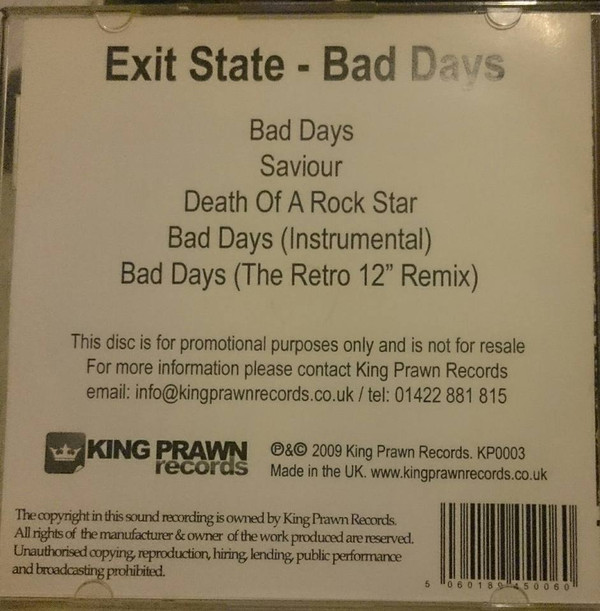 Exit State - Bad Days
Bad Days
Saviour
Death Of A Rock Star
Bad Days (Instrumental)
Bad Days (The Retro 12” Remix)
This disc is for promotional purposes only and is not for resale
For more information please contact King Prawn Records
email: info@kingprawnrecords.co.uk / tel: 01422 881 815
KING PRAWN
records
℗&© 2009 King Prawn Records. KP0003
Made in the UK. www.kingprawnrecords.co.uk
The copyright in this sound recording is owned by King Prawn Records.
All rights of the manufacturer & owner of the work produced are reserved.
Unauthorised copying, reproduction, hiring, lending, public performance
and broadcasting prohibited.
5 060189 450060